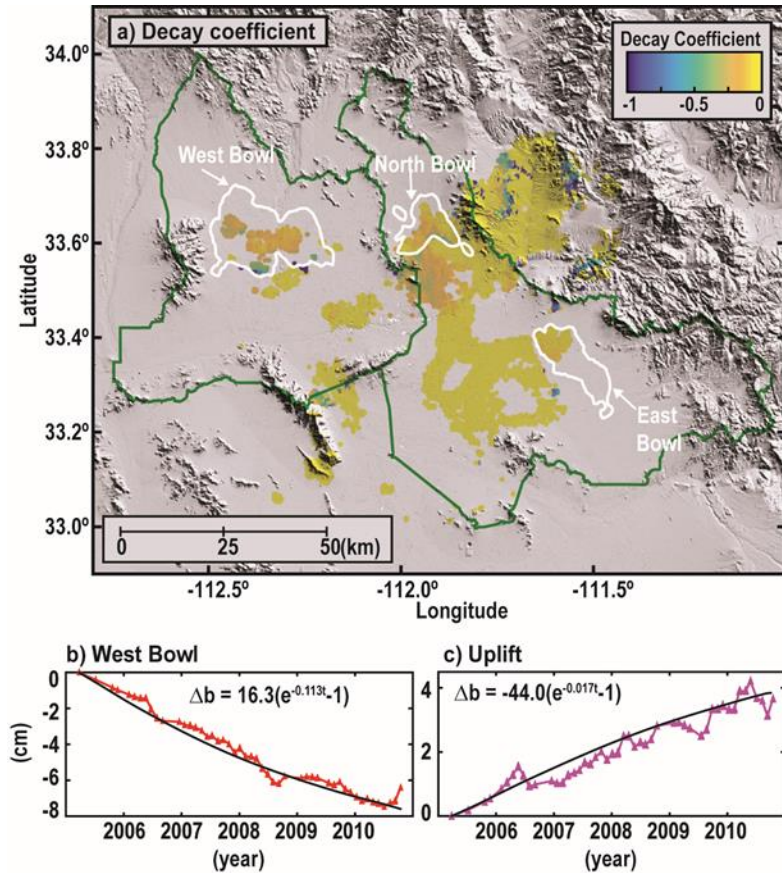 a) Decay coefficient
Decay Coefficient
-1 -0.5 0
34.0º
33.8º
33.6º
33.4º
33.2º
33.0º
Latitude
West Bowl
North Bowl
East
Bowl
0 25 50(km)
-112.5º -112.0º -111.5º
Longitude
b) West Bowl
Δb = 16.3(e-0.113t-1)
0
-2
-4
-6
-8
(cm)
2006 2007 2008 2009 2010
(year)
c) Uplift
Δb = -44.0(e-0.017t-1)
4
2
0
2006 2007 2008 2009 2010
(year)